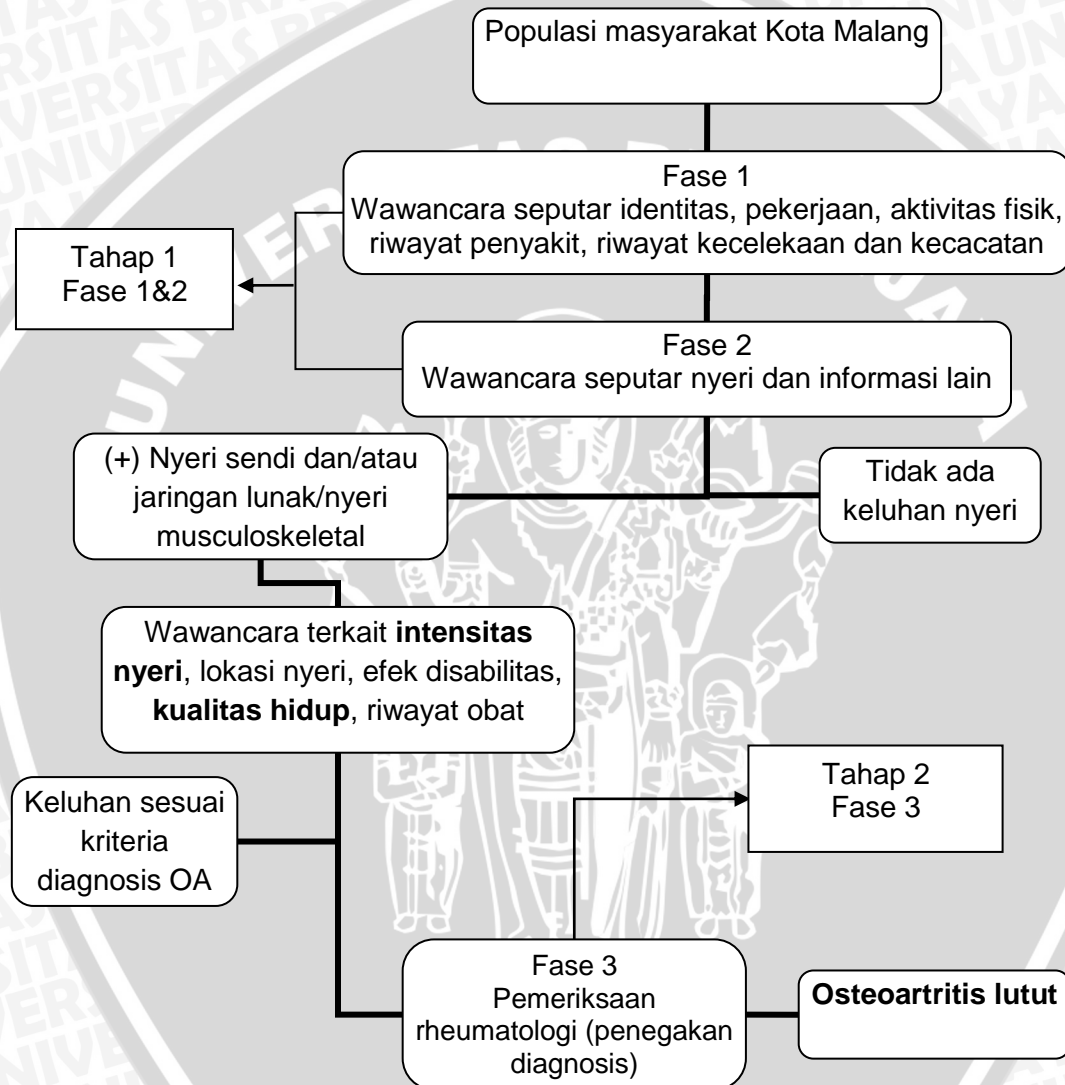 Populasi masyarakat Kota Malang
Fase 1
Wawancara seputar identitas, pekerjaan, aktivitas fisik,
riwayat penyakit, riwayat kecelekaan dan kecacatan
Tahap 1
Fase 1&2
Fase 2
Wawancara seputar nyeri dan informasi lain
(+) Nyeri sendi dan/atau
jaringan lunak/nyeri
musculoskeletal
Tidak ada
keluhan nyeri
Wawancara terkait intensitas
nyeri, lokasi nyeri, efek disabilitas,
kualitas hidup, riwayat obat
Tahap 2
Fase 3
Keluhan sesuai
kriteria
diagnosis OA
Fase 3
Pemeriksaan
rheumatologi (penegakan
diagnosis)
Osteoartritis lutut